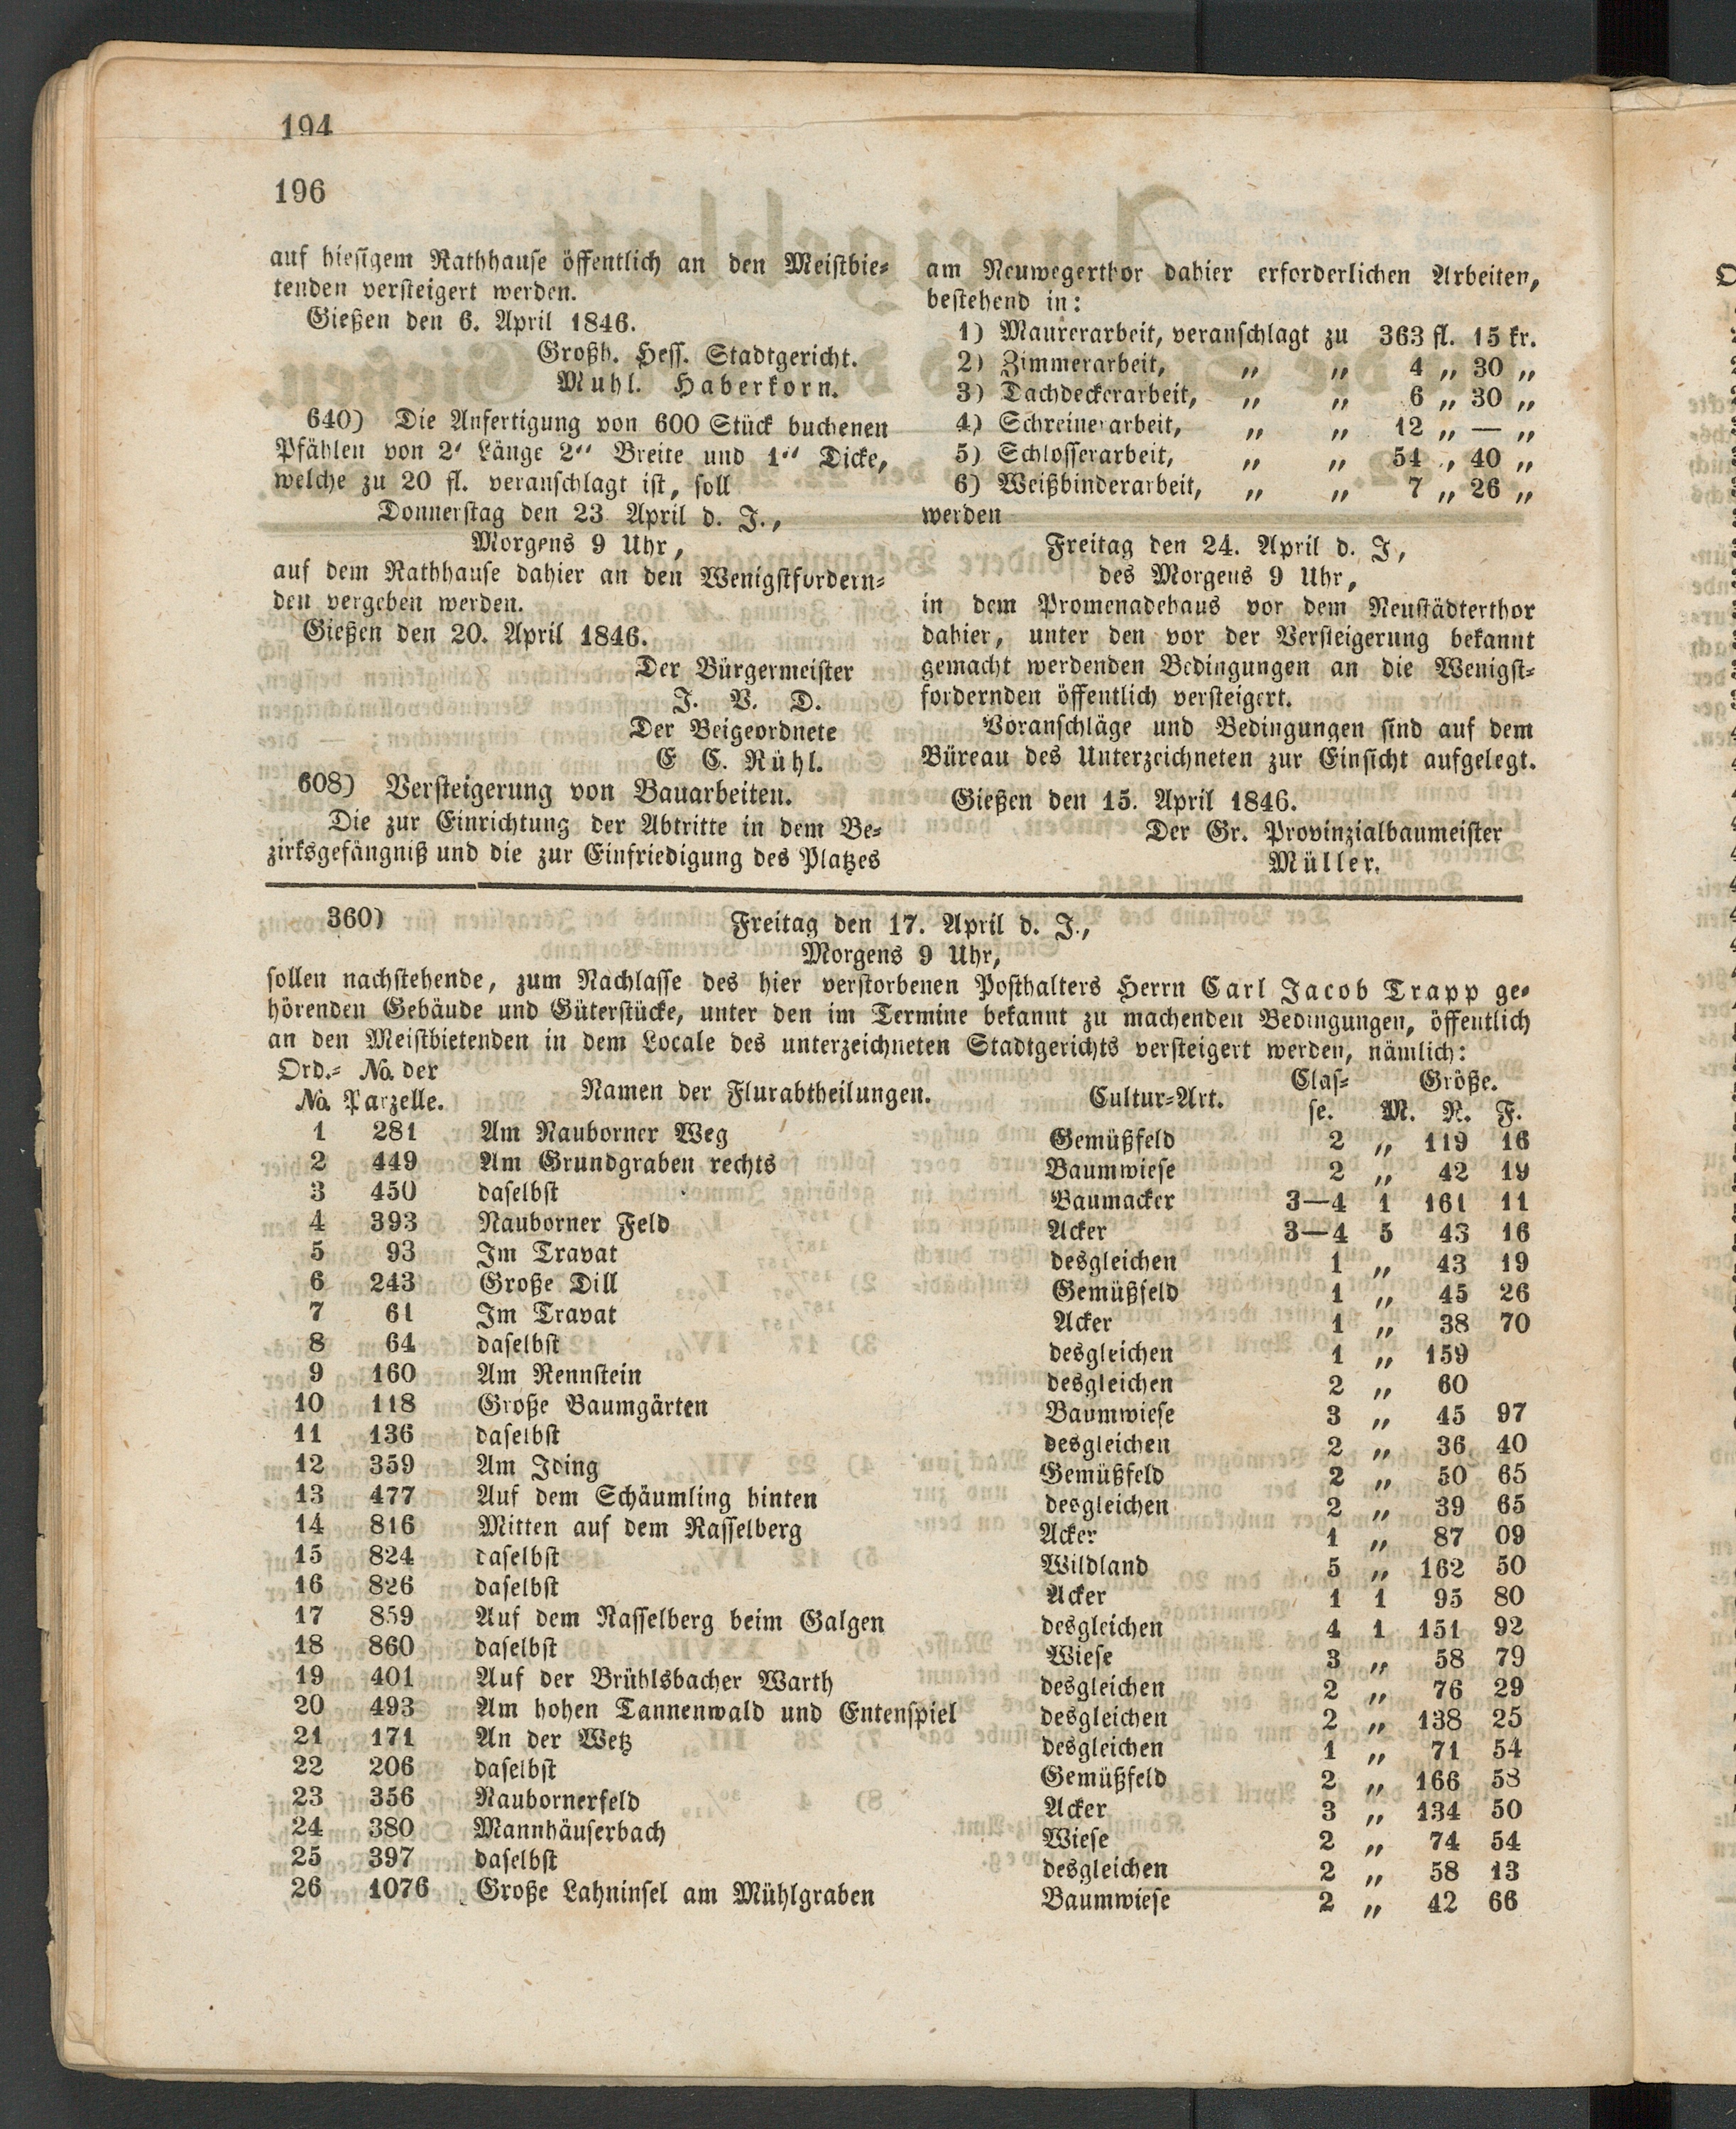 194
196
auf hiesigem Rathhause öffentlich an den Meistbie-
tenden versteigert werden.
Gießen den 6. April 1846.
Großh. Hess. Stadtgericht.
Muhl. Haberkorn.
640) Die Anfertigung von 600 Stück buchenen
Pfählen von 2' Länge 2'' Breite und 1'' Dicke,
welche zu 20 fl. veranschlagt ist, soll
Donnerstag den 23 April d. J.,
Morgens 9 Uhr,
auf dem Rathhause dahier an den Wenigstfordern-
den vergeben werden.
Gießen den 20. April 1846.
Der Bürgermeister
J. V. D.
Der Beigeordnete
E C. Rühl.
608) Versteigerung von Bauarbeiten.
Die zur Einrichtung der Abtritte in dem Be-
zirksgefängniß und die zur Einfriedigung des Platzes
am Neuwegerthor dahier erforderlichen Arbeiten,
bestehend in:
1) Maurerarbeit, veranschlagt zu 363 fl. 15 kr.
2) Zimmerarbeit, „ „ 4 „ 30 „
3) Dachdeckerarbeit, „ „ 6 „ 30 „
4) Schreinerarbeit, „ „ 12 „ — „
5) Schlosserarbeit, „ „ 54 „ 40 „
6) Weißbinderarbeit, „ „ 7 „ 26 „
werden
Freitag den 24. April d. J,
des Morgens 9 Uhr,
in dem Promenadehaus vor dem Neustädterthor
dahier, unter den vor der Versteigerung bekannt
gemacht werdenden Bedingungen an die Wenigst-
fordernden öffentlich versteigert.
Voranschläge und Bedingungen sind auf dem
Büreau des Unterzeichneten zur Einsicht aufgelegt.
Gießen den 15. April 1846.
Der Gr. Provinzialbaumeister
Müller.
360) Freitag den 17. April d. J.,
Morgens 9 Uhr,
sollen nachstehende, zum Nachlasse des hier verstorbenen Posthalters Herrn Carl Jacob Trapp ge-
hörenden Gebäude und Güterstücke, unter den im Termine bekannt zu machenden Bedingungen, öffentlich
an den Meistbietenden in dem Locale des unterzeichneten Stadtgerichts versteigert werden, nämlich:
Ord.- No. der Namen der Flurabtheilungen. Cultur-Art. Clas- Größe.
No. Parzelle. se. M. R. F.
1 281 Am Nauborner Weg Gemüßfeld 2 „ 119 16
2 449 Am Grundgraben rechts Baumwiese 2 „ 42 19
3 450 daselbst Baumacker 3—4 1 161 11
4 393 Nauborner Feld Acker 3—4 5 43 16
5 93 Im Travat desgleichen 1 „ 43 19
6 243 Große Dill Gemüßfeld 1 „ 45 26
7 61 Im Travat Acker 1 „ 38 70
8 64 daselbst desgleichen 1 „ 159
9 160 Am Rennstein desgleichen 2 „ 60
10 118 Große Baumgärten Baumwiese 3 „ 45 97
11 136 daselbst desgleichen 2 „ 36 40
12 359 Am Ising Gemüßfeld 2 „ 50 65
13 477 Auf dem Schäumling hinten desgleichen 2 „ 39 65
14 816 Mitten auf dem Rasselberg Acker 1 „ 87 09
15 824 daselbst Wildland 5 „ 162 50
16 826 daselbst Acker 1 1 95 80
17 859 Auf dem Rasselberg beim Galgen desgleichen 4 1 151 92
18 860 daselbst Wiese 3 „ 58 79
19 401 Auf der Brühlsbacher Warth desgleichen 2 „ 76 29
20 493 Am hohen Tannenwald und Entenspiel desgleichen 2 „ 138 25
21 171 An der Wetz desgleichen 1 „ 71 54
22 206 daselbst Gemüßfeld 2 „ 166 58
23 356 Naubornerfeld Acker 3 „ 134 50
24 380 Mannhäuserbach Wiese 2 „ 74 54
25 397 daselbst desgleichen 2 „ 58 13
26 1076 Große Lahninsel am Mühlgraben Baumwiese 2 „ 42 66